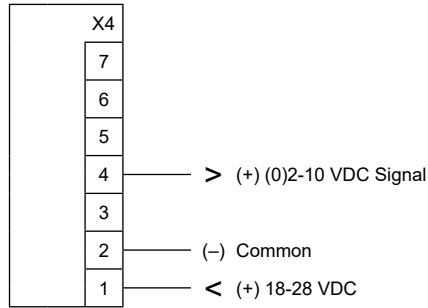 X4
7
6
5
4 > (+) (0)2-10 VDC Signal
3
2 (–) Common
1 < (+) 18-28 VDC